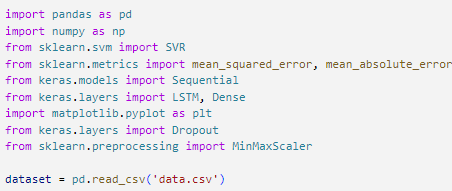 import pandas as pd
import numpy as np
from sklearn.svm import SVR
from sklearn.metrics import mean_squared_error, mean_absolute_error
from keras.models import Sequential
from keras.layers import LSTM, Dense
import matplotlib.pyplot as plt
from keras.layers import Dropout
from sklearn.preprocessing import MinMaxScaler
dataset = pd.read_csv('data.csv')